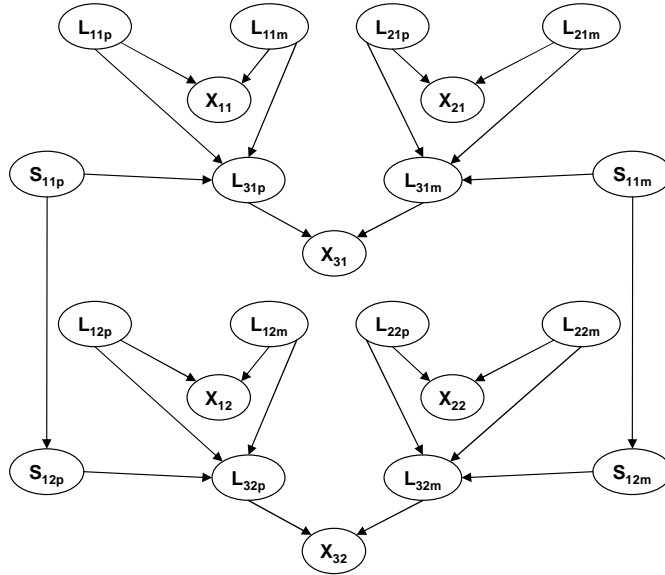 L11p L11m L21p L21m
X11 X21
S11p L31p L31m S11m
X31
L12p L12m L22p L22m
X12 X22
S12p L32p L32m S12m
X32